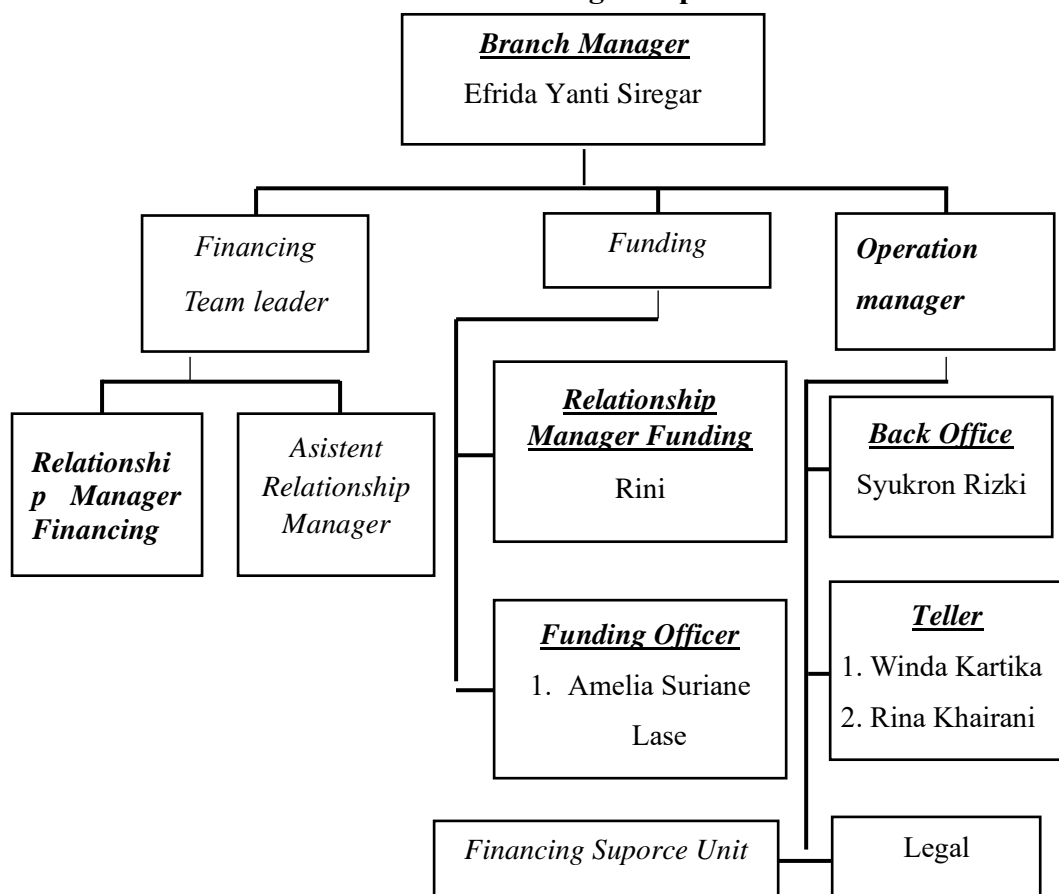 Branch Manager
Efrida Yanti Siregar
Financing
Team leader
Funding
Operation
manager
Relationshi
p Manager
Financing
Asistent
Relationship
Manager
Relationship
Manager Funding
Rini
Back Office
Syukron Rizki
Funding Officer
1. Amelia Suriane
Lase
Teller
1. Winda Kartika
2. Rina Khairani
Financing Suporce Unit
Legal